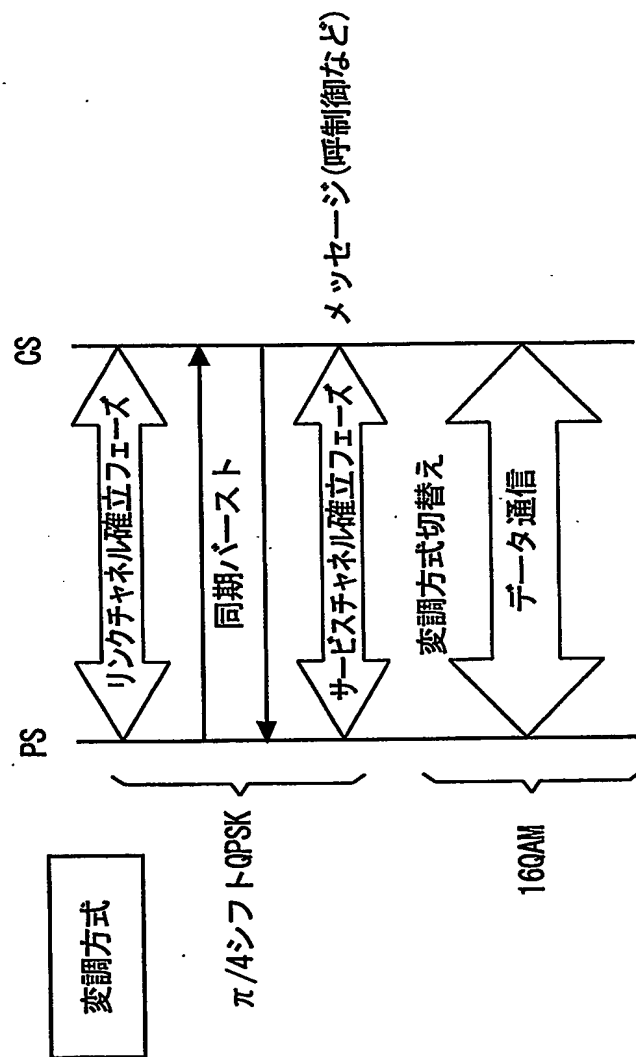 変調方式
PS
CS
リンクチャネル確立フェーズ
同期バースト
π/4シフトQPSK
サービスチャネル確立フェーズ
メッセージ(呼制御など)
変調方式切替え
データ通信
16QAM